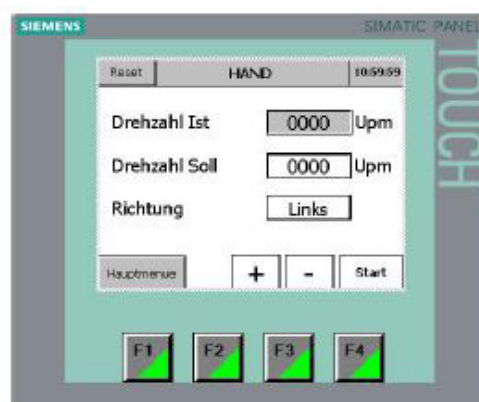 SIEMENS SIMATIC PANEL
TOUCH
Reset HAND 10:59:59
Drehzahl Ist 0000 Upm
Drehzahl Soll 0000 Upm
Richtung Links
Hauptmenue + - Start
F1 F2 F3 F4